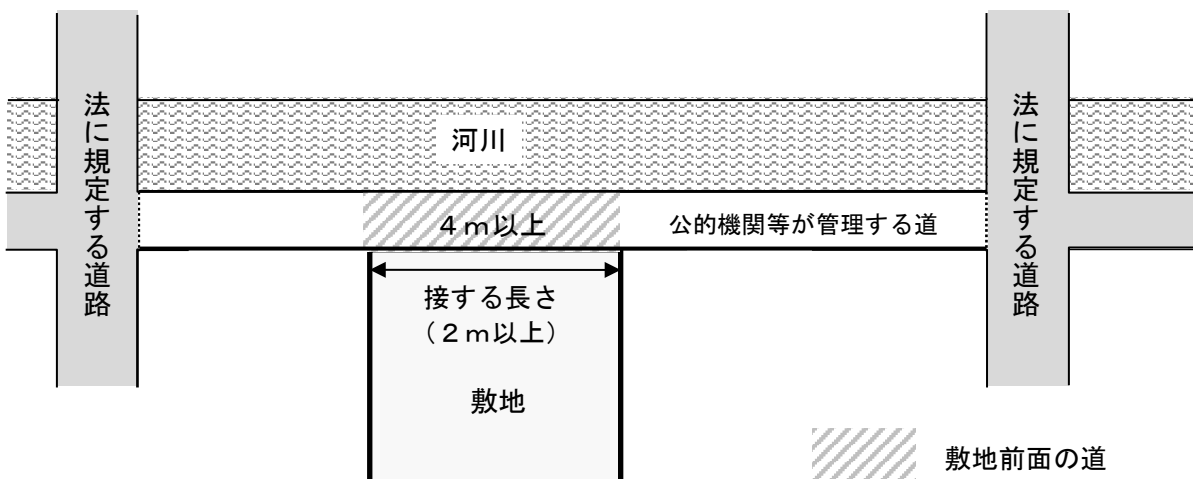 法に規定する道路
河川
法に規定する道路
4ｍ以上
公的機関等が管理する道
接する長さ
（２ｍ以上）
敷地
敷地前面の道